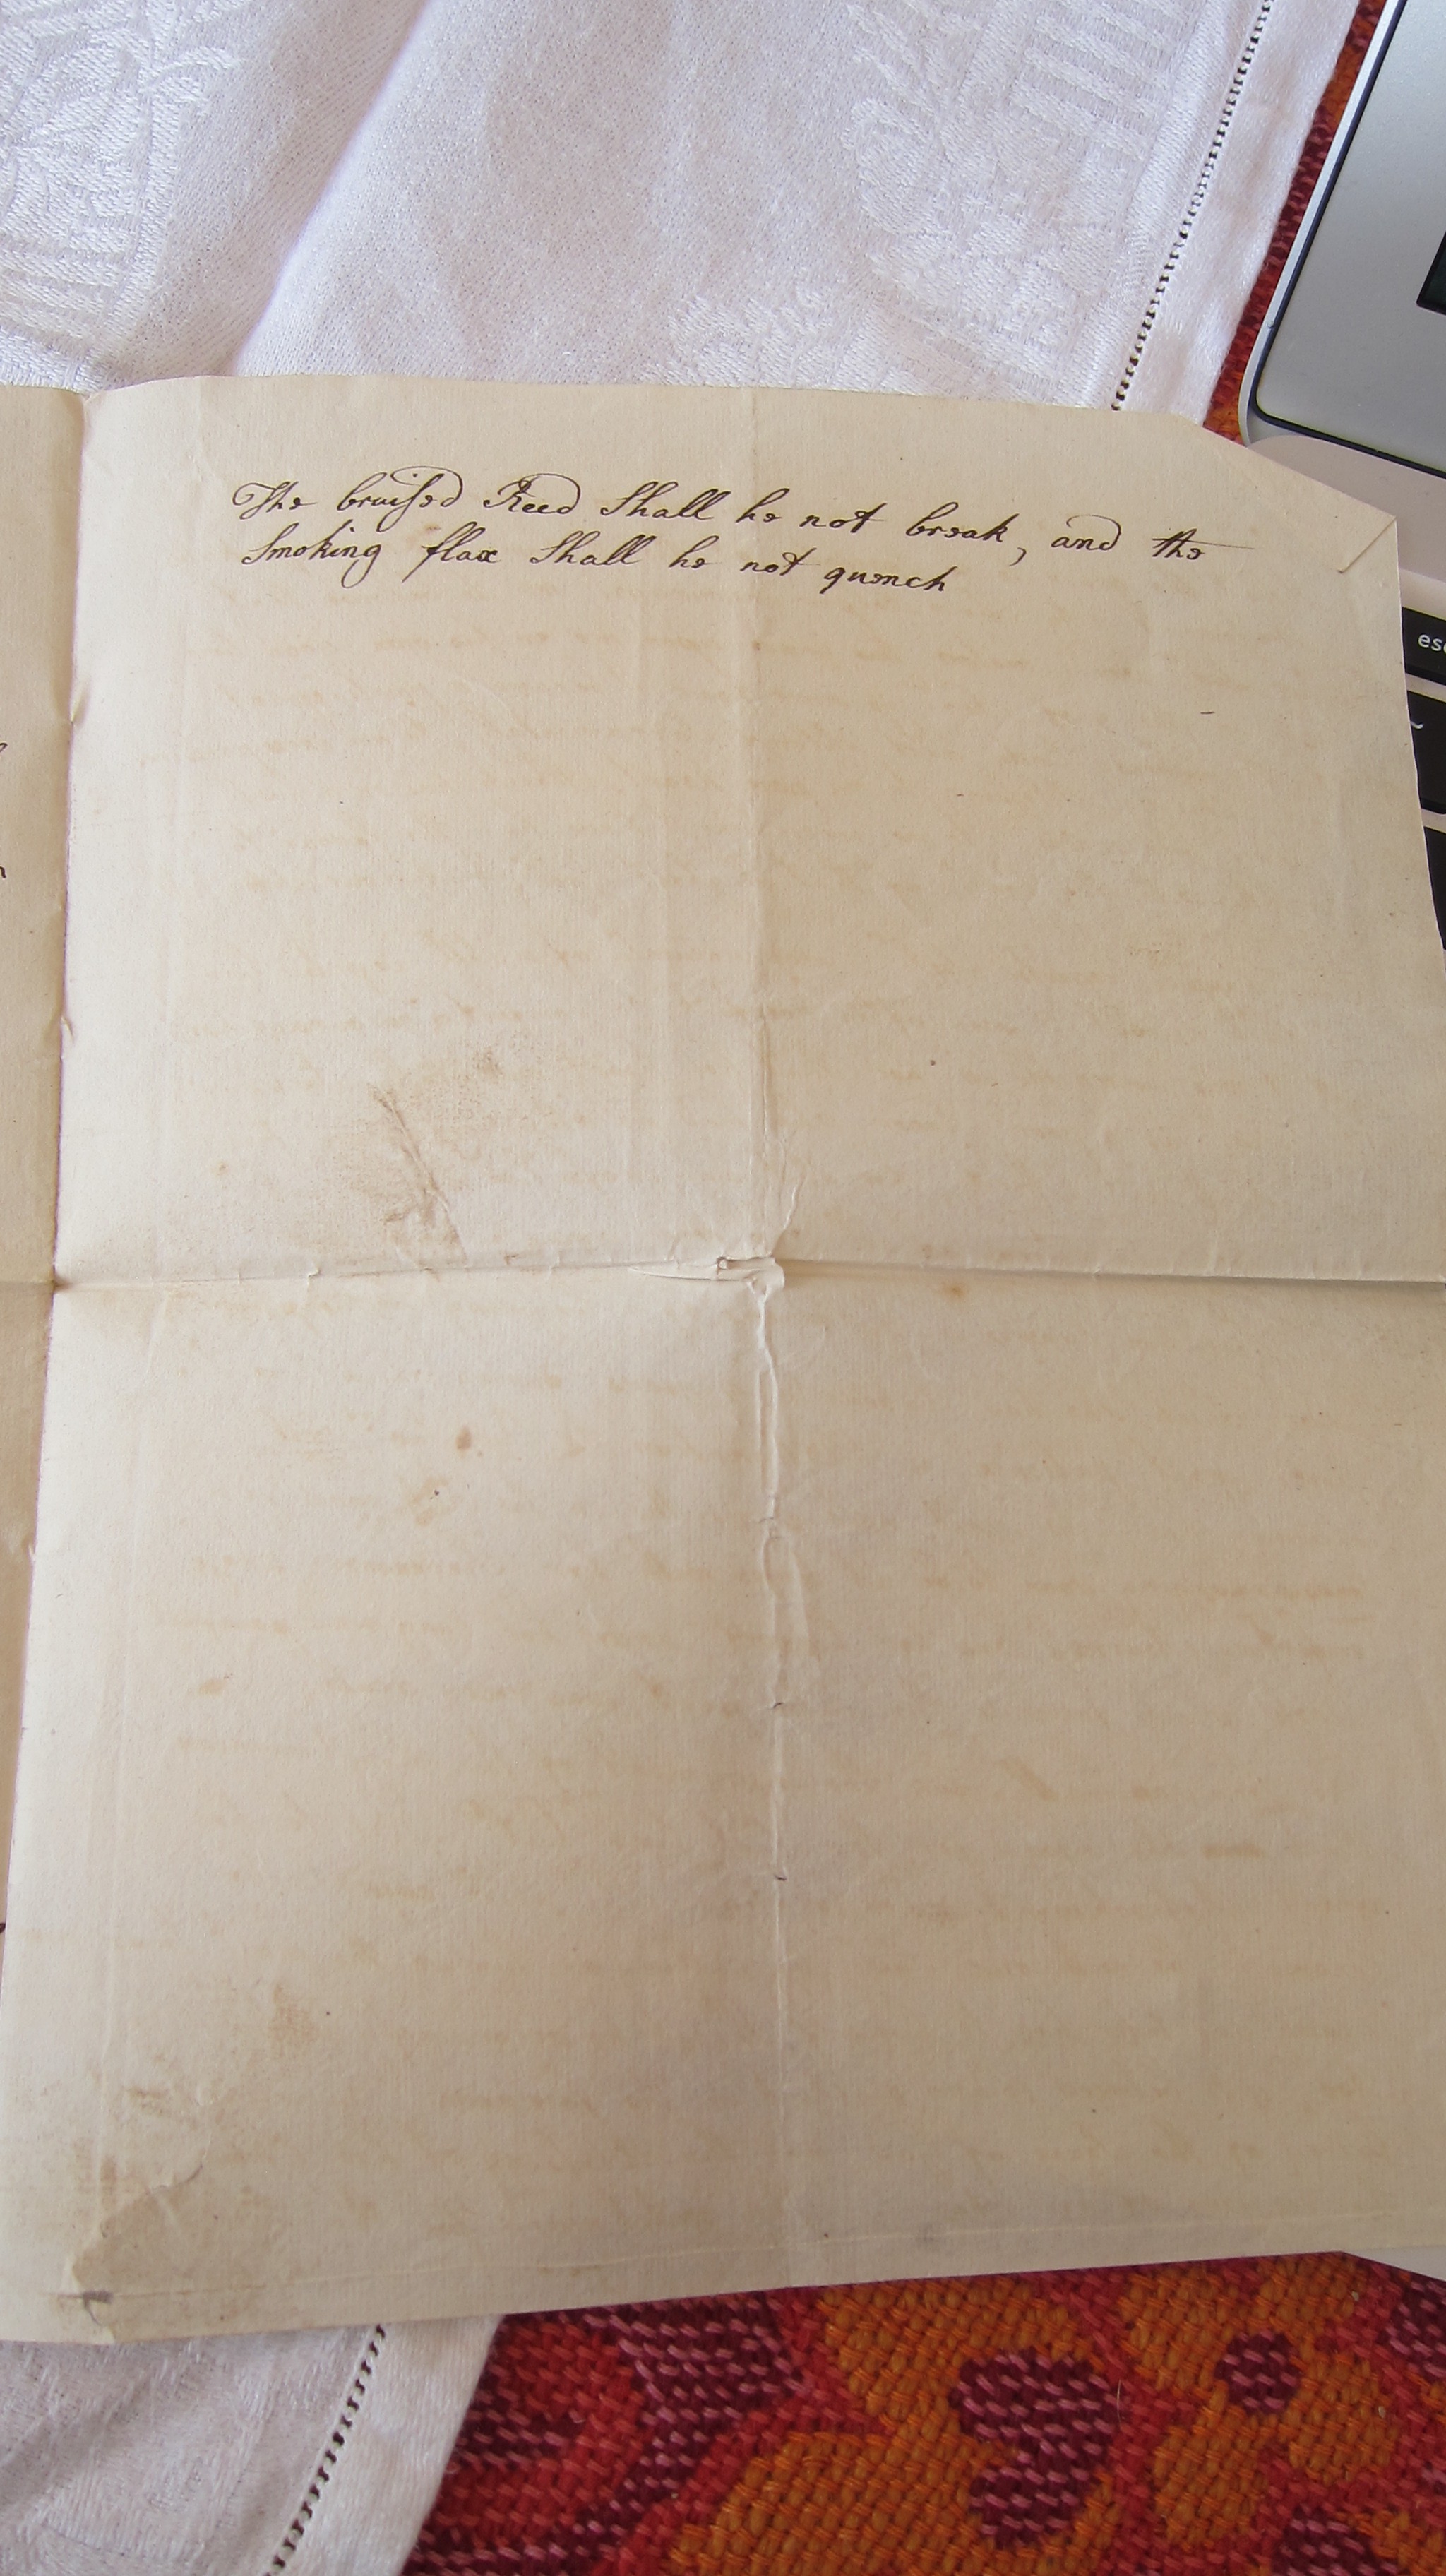 The bruised Reed Shall he not break, and the
Smoking flax Shall he not quench
esc